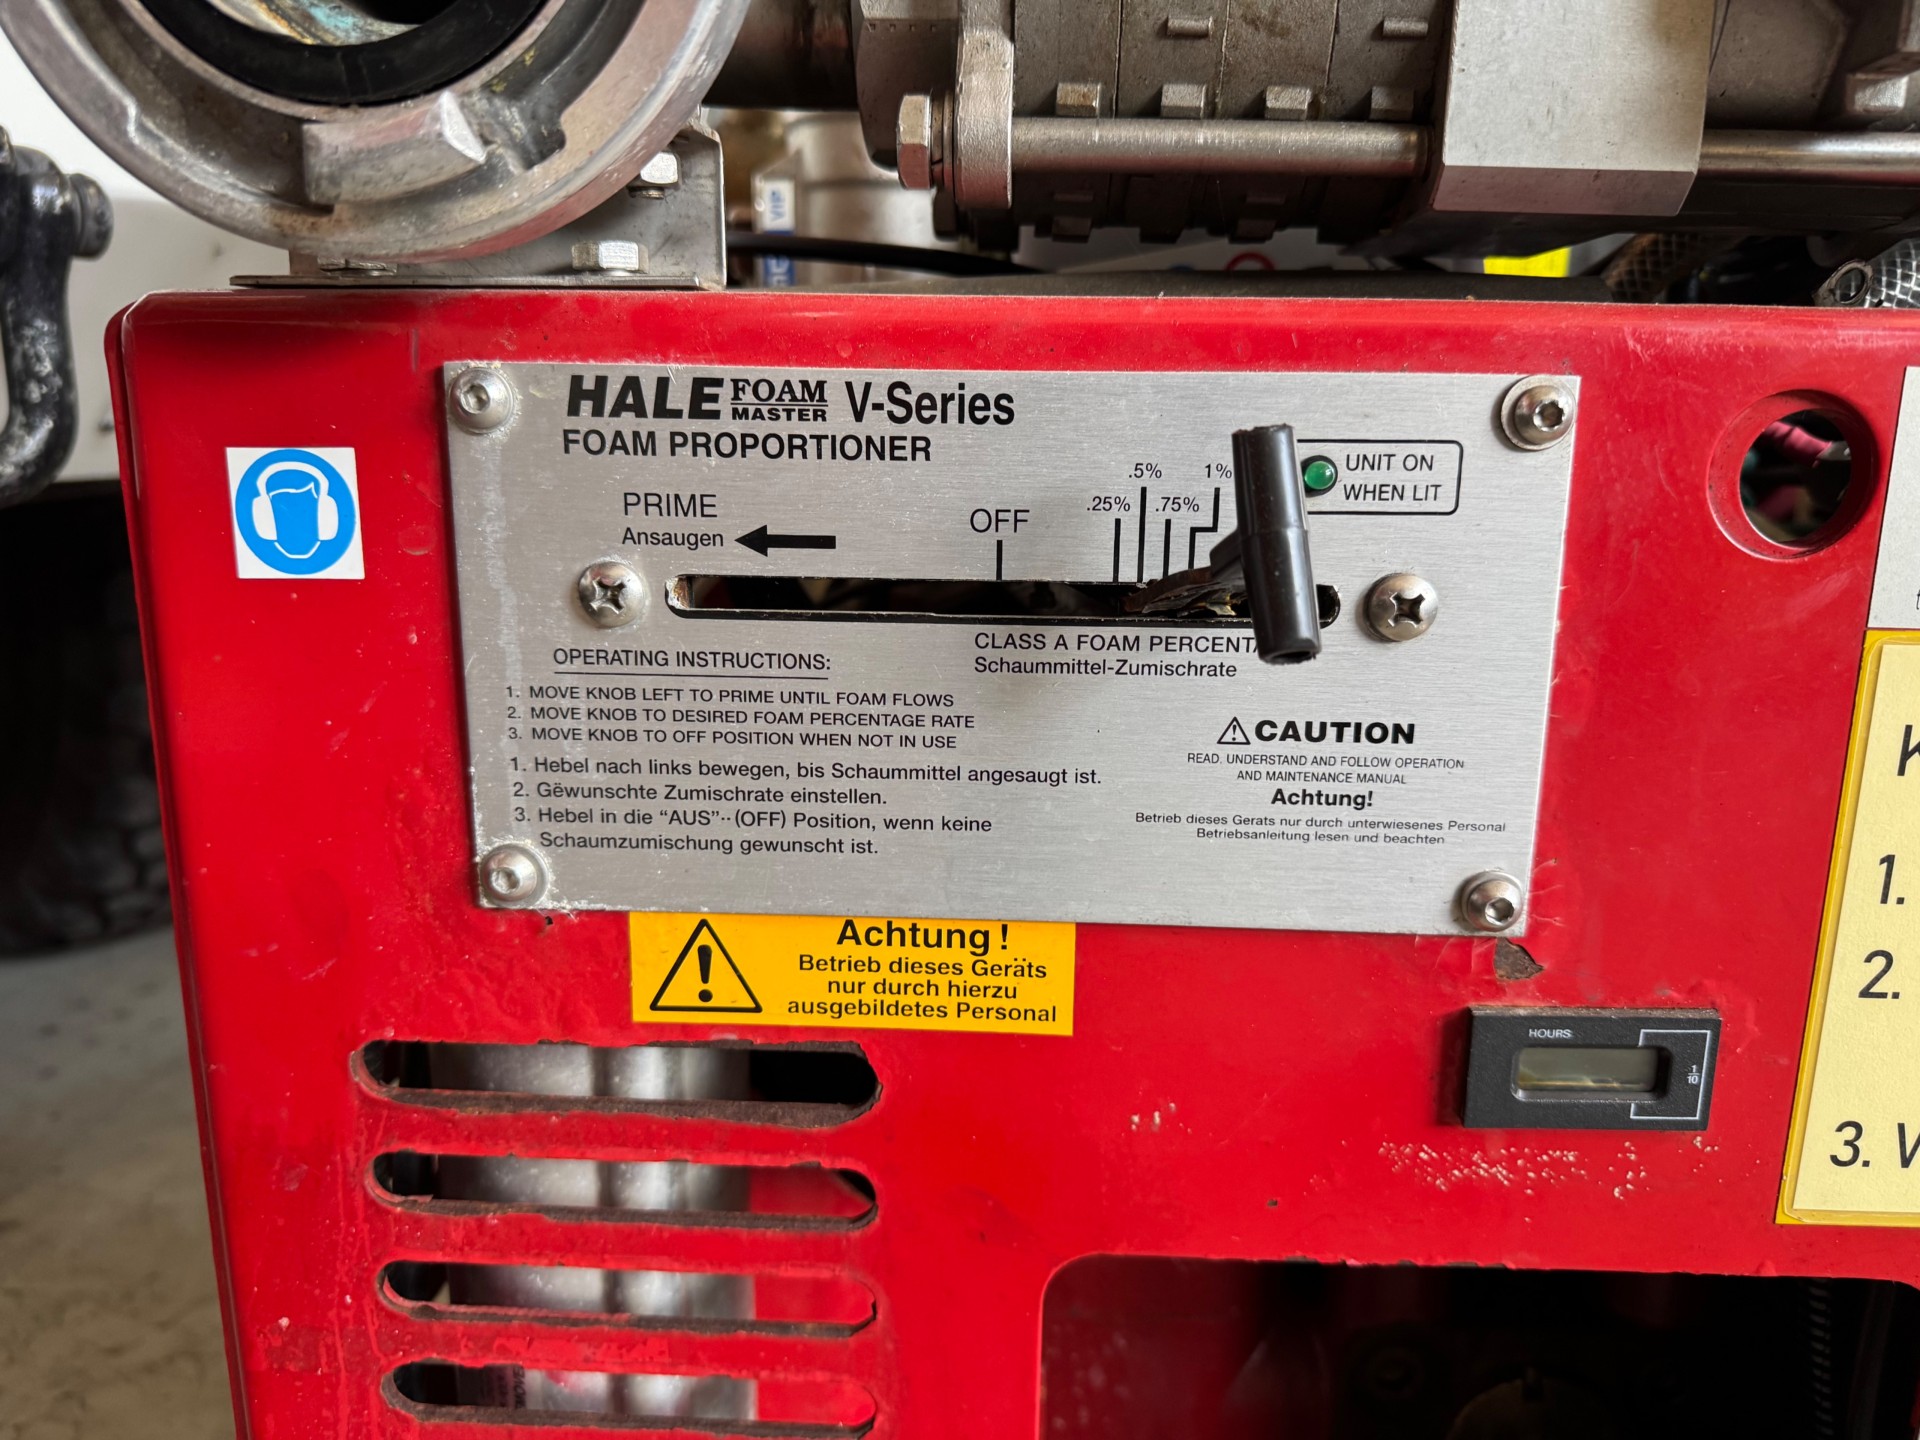 HALE FOAM MASTER V-Series
FOAM PROPORTIONER
PRIME
Ansaugen
OFF
.25%
.5%
.75%
1%
UNIT ON
WHEN LIT
CLASS A FOAM PERCENTA
Schaummittel-Zumischrate
OPERATING INSTRUCTIONS:
1. MOVE KNOB LEFT TO PRIME UNTIL FOAM FLOWS
2. MOVE KNOB TO DESIRED FOAM PERCENTAGE RATE
3. MOVE KNOB TO OFF POSITION WHEN NOT IN USE
1. Hebel nach links bewegen, bis Schaummittel angesaugt ist.
2. Gëwunschte Zumischrate einstellen.
3. Hebel in die “AUS”·· (OFF) Position, wenn keine
Schaumzumischung gewunscht ist.
CAUTION
READ, UNDERSTAND AND FOLLOW OPERATION
AND MAINTENANCE MANUAL
Achtung!
Betrieb dieses Gerats nur durch unterwiesenes Personal
Betriebsanleitung lesen und beachten
Achtung !
Betrieb dieses Geräts
nur durch hierzu
ausgebildetes Personal
HOURS
1/10
K
1.
2.
3. V
VIP